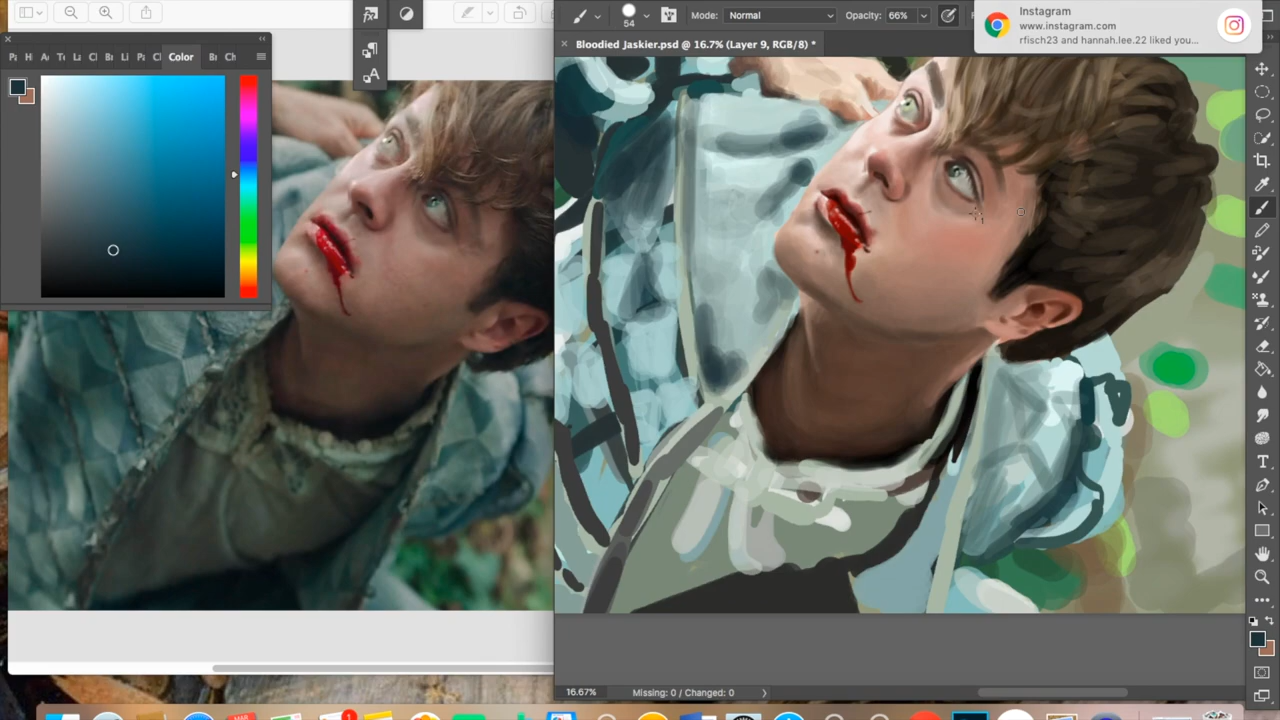 54
Mode:
Normal
Opacity:
66%
Instagram
www.instagram.com
rfisch23 and hannah.lee.22 liked you...
Bloodied Jaskier.psd @ 16.7% (Layer 9, RGB/8) *
H
Color
Ch
16.67%
Missing: 0 / Changed: 0